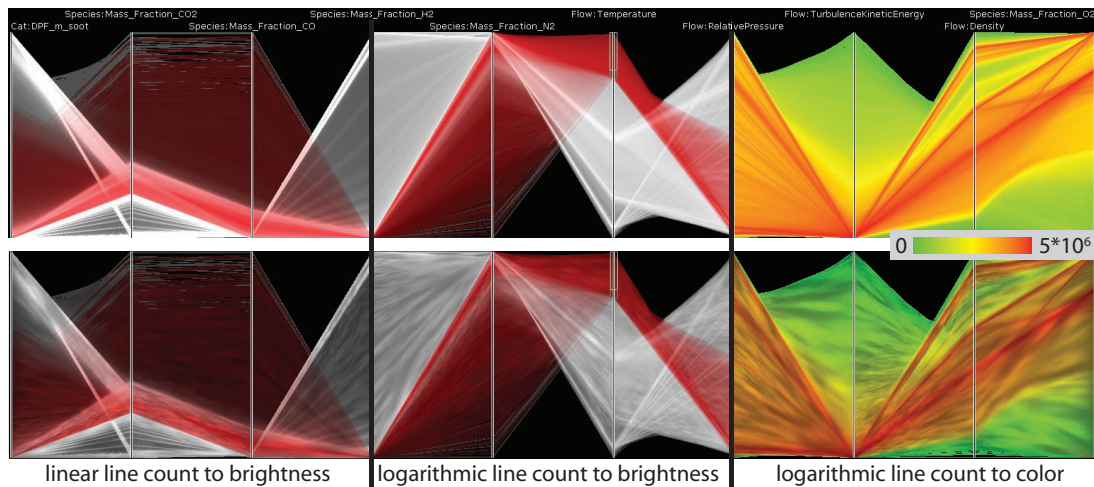 Species:Mass_Fraction_CO2
Species:Mass_Fraction_H2
Flow:Temperature
Flow:TurbulenceKineticEnergy
Species:Mass_Fraction_O2
Cat:DPF_m_soot
Species:Mass_Fraction_CO
Species:Mass_Fraction_N2
Flow:RelativePressure
Flow:Density
0
5*10⁶
linear line count to brightness
logarithmic line count to brightness
logarithmic line count to color